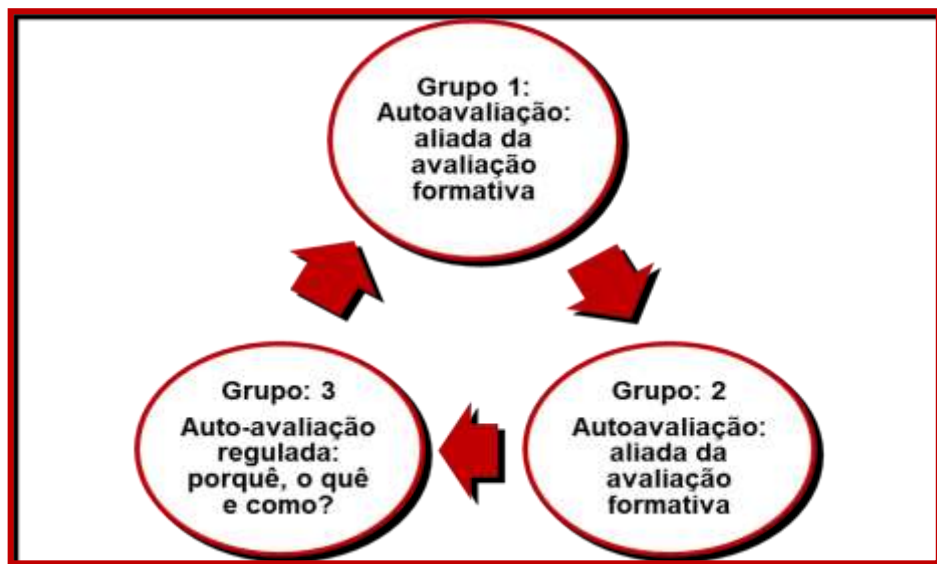 Grupo 1:
Autoavaliação:
aliada da
avaliação
formativa
Grupo: 2
Autoavaliação:
aliada da
avaliação
formativa
Grupo: 3
Auto-avaliação
regulada:
porquê, o quê
e como?